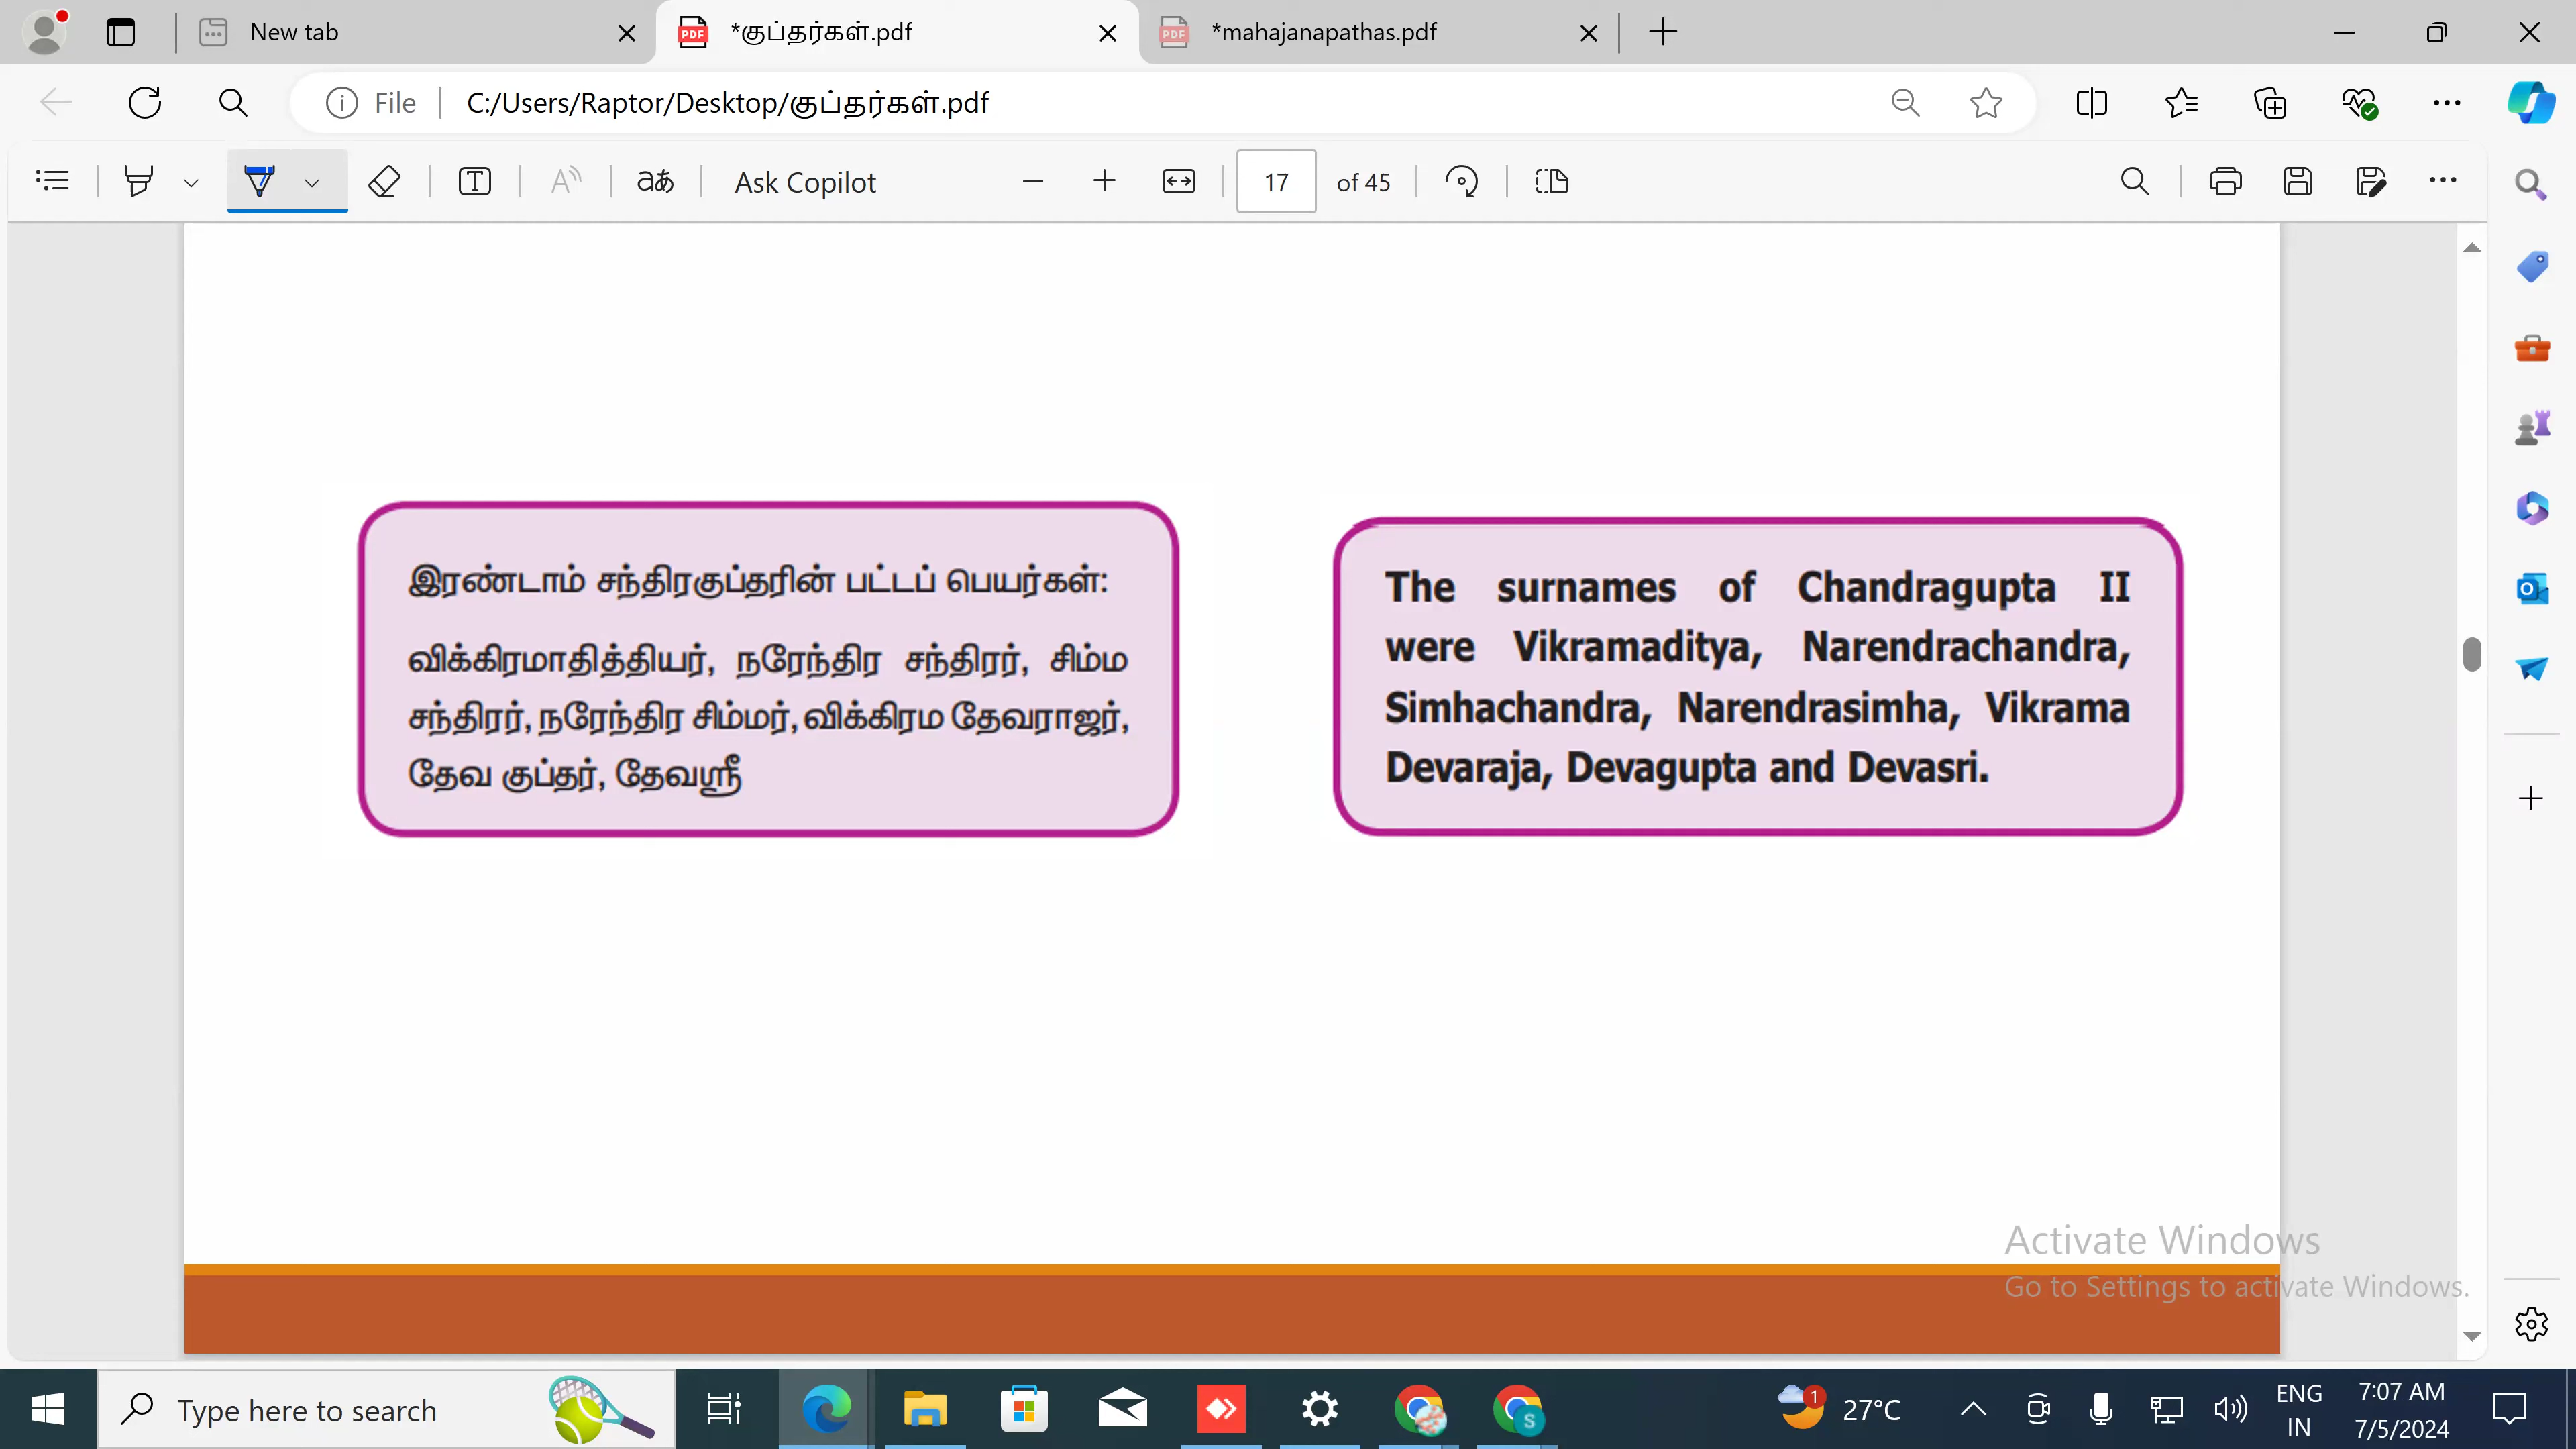 New tab
*குப்தர்கள்.pdf
*mahajanapathas.pdf
File
C:/Users/Raptor/Desktop/குப்தர்கள்.pdf
aக
Ask Copilot
17
of 45
இரண்டாம் சந்திரகுப்தரின் பட்டப் பெயர்கள்:
விக்கிரமாதித்தியர், நரேந்திர சந்திரர், சிம்ம
சந்திரர், நரேந்திர சிம்மர், விக்கிரம தேவராஜர்,
தேவ குப்தர், தேவஸ்ரீ
The surnames of Chandragupta II
were Vikramaditya, Narendrachandra,
Simhachandra, Narendrasimha, Vikrama
Devaraja, Devagupta and Devasri.
Activate Windows
Go to Settings to activate Windows.
Type here to search
1
27°C
ENG
IN
7:07 AM
7/5/2024